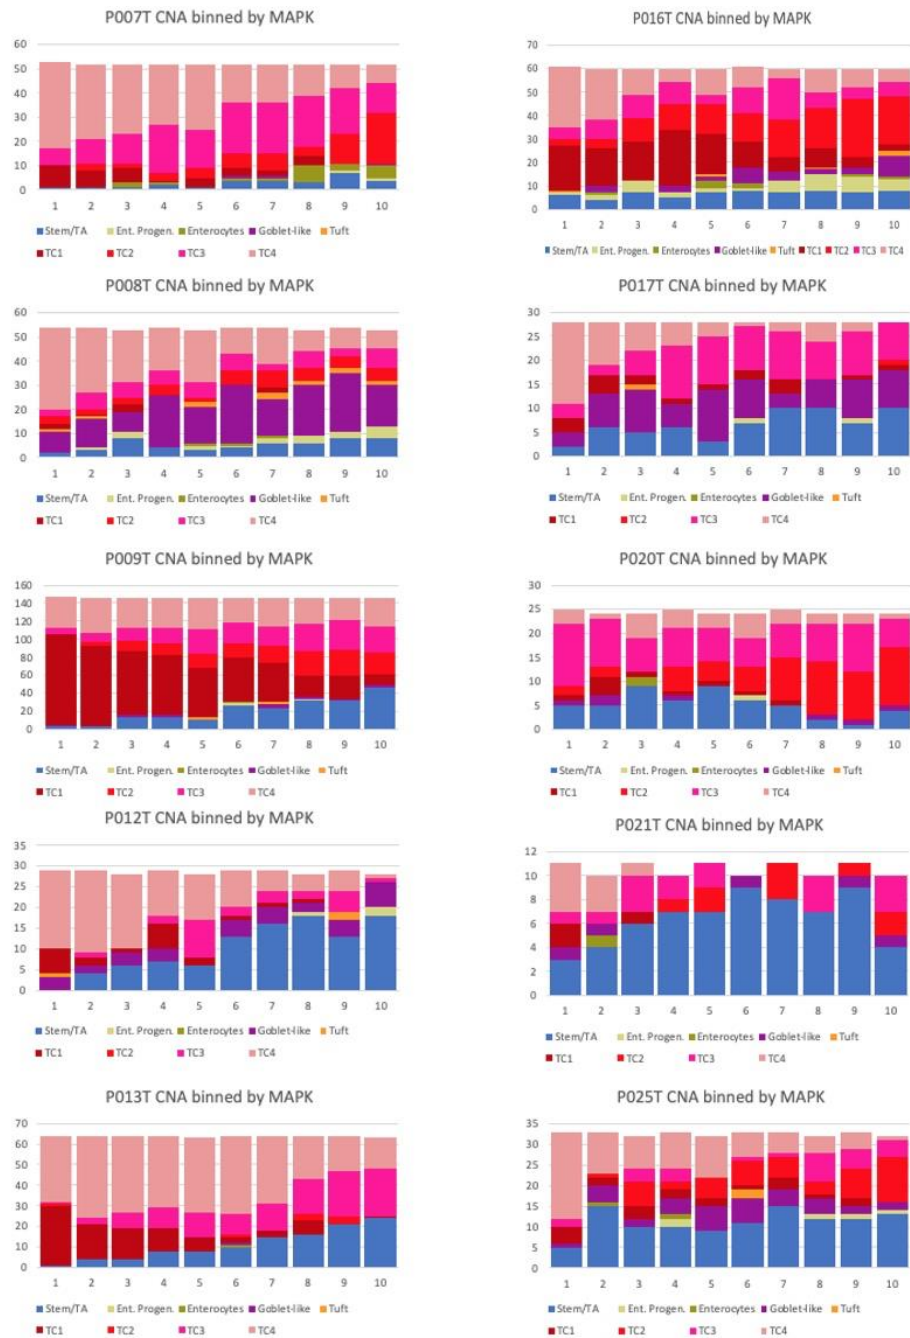 P007T CNA binned by MAPK
60
50
40
30
20
10
0
1 2 3 4 5 6 7 8 9 10
Stem/TA Ent. Progen. Enterocytes Goblet-like Tuft
TC1 TC2 TC3 TC4
P016T CNA binned by MAPK
70
60
50
40
30
20
10
0
1 2 3 4 5 6 7 8 9 10
Stem/TA Ent. Progen. Enterocytes Goblet-like Tuft TC1 TC2 TC3 TC4
P008T CNA binned by MAPK
60
50
40
30
20
10
0
1 2 3 4 5 6 7 8 9 10
Stem/TA Ent. Progen. Enterocytes Goblet-like Tuft
TC1 TC2 TC3 TC4
P017T CNA binned by MAPK
30
25
20
15
10
5
0
1 2 3 4 5 6 7 8 9 10
Stem/TA Ent. Progen. Enterocytes Goblet-like Tuft
TC1 TC2 TC3 TC4
P009T CNA binned by MAPK
160
140
120
100
80
60
40
20
0
1 2 3 4 5 6 7 8 9 10
Stem/TA Ent. Progen. Enterocytes Goblet-like Tuft
TC1 TC2 TC3 TC4
P020T CNA binned by MAPK
30
25
20
15
10
5
0
1 2 3 4 5 6 7 8 9 10
Stem/TA Ent. Progen. Enterocytes Goblet-like Tuft
TC1 TC2 TC3 TC4
P012T CNA binned by MAPK
35
30
25
20
15
10
5
0
1 2 3 4 5 6 7 8 9 10
Stem/TA Ent. Progen. Enterocytes Goblet-like Tuft
TC1 TC2 TC3 TC4
P021T CNA binned by MAPK
12
10
8
6
4
2
0
1 2 3 4 5 6 7 8 9 10
Stem/TA Ent. Progen. Enterocytes Goblet-like Tuft
TC1 TC2 TC3 TC4
P013T CNA binned by MAPK
70
60
50
40
30
20
10
0
1 2 3 4 5 6 7 8 9 10
Stem/TA Ent. Progen. Enterocytes Goblet-like Tuft
TC1 TC2 TC3 TC4
P025T CNA binned by MAPK
35
30
25
20
15
10
5
0
1 2 3 4 5 6 7 8 9 10
Stem/TA Ent. Progen. Enterocytes Goblet-like Tuft
TC1 TC2 TC3 TC4